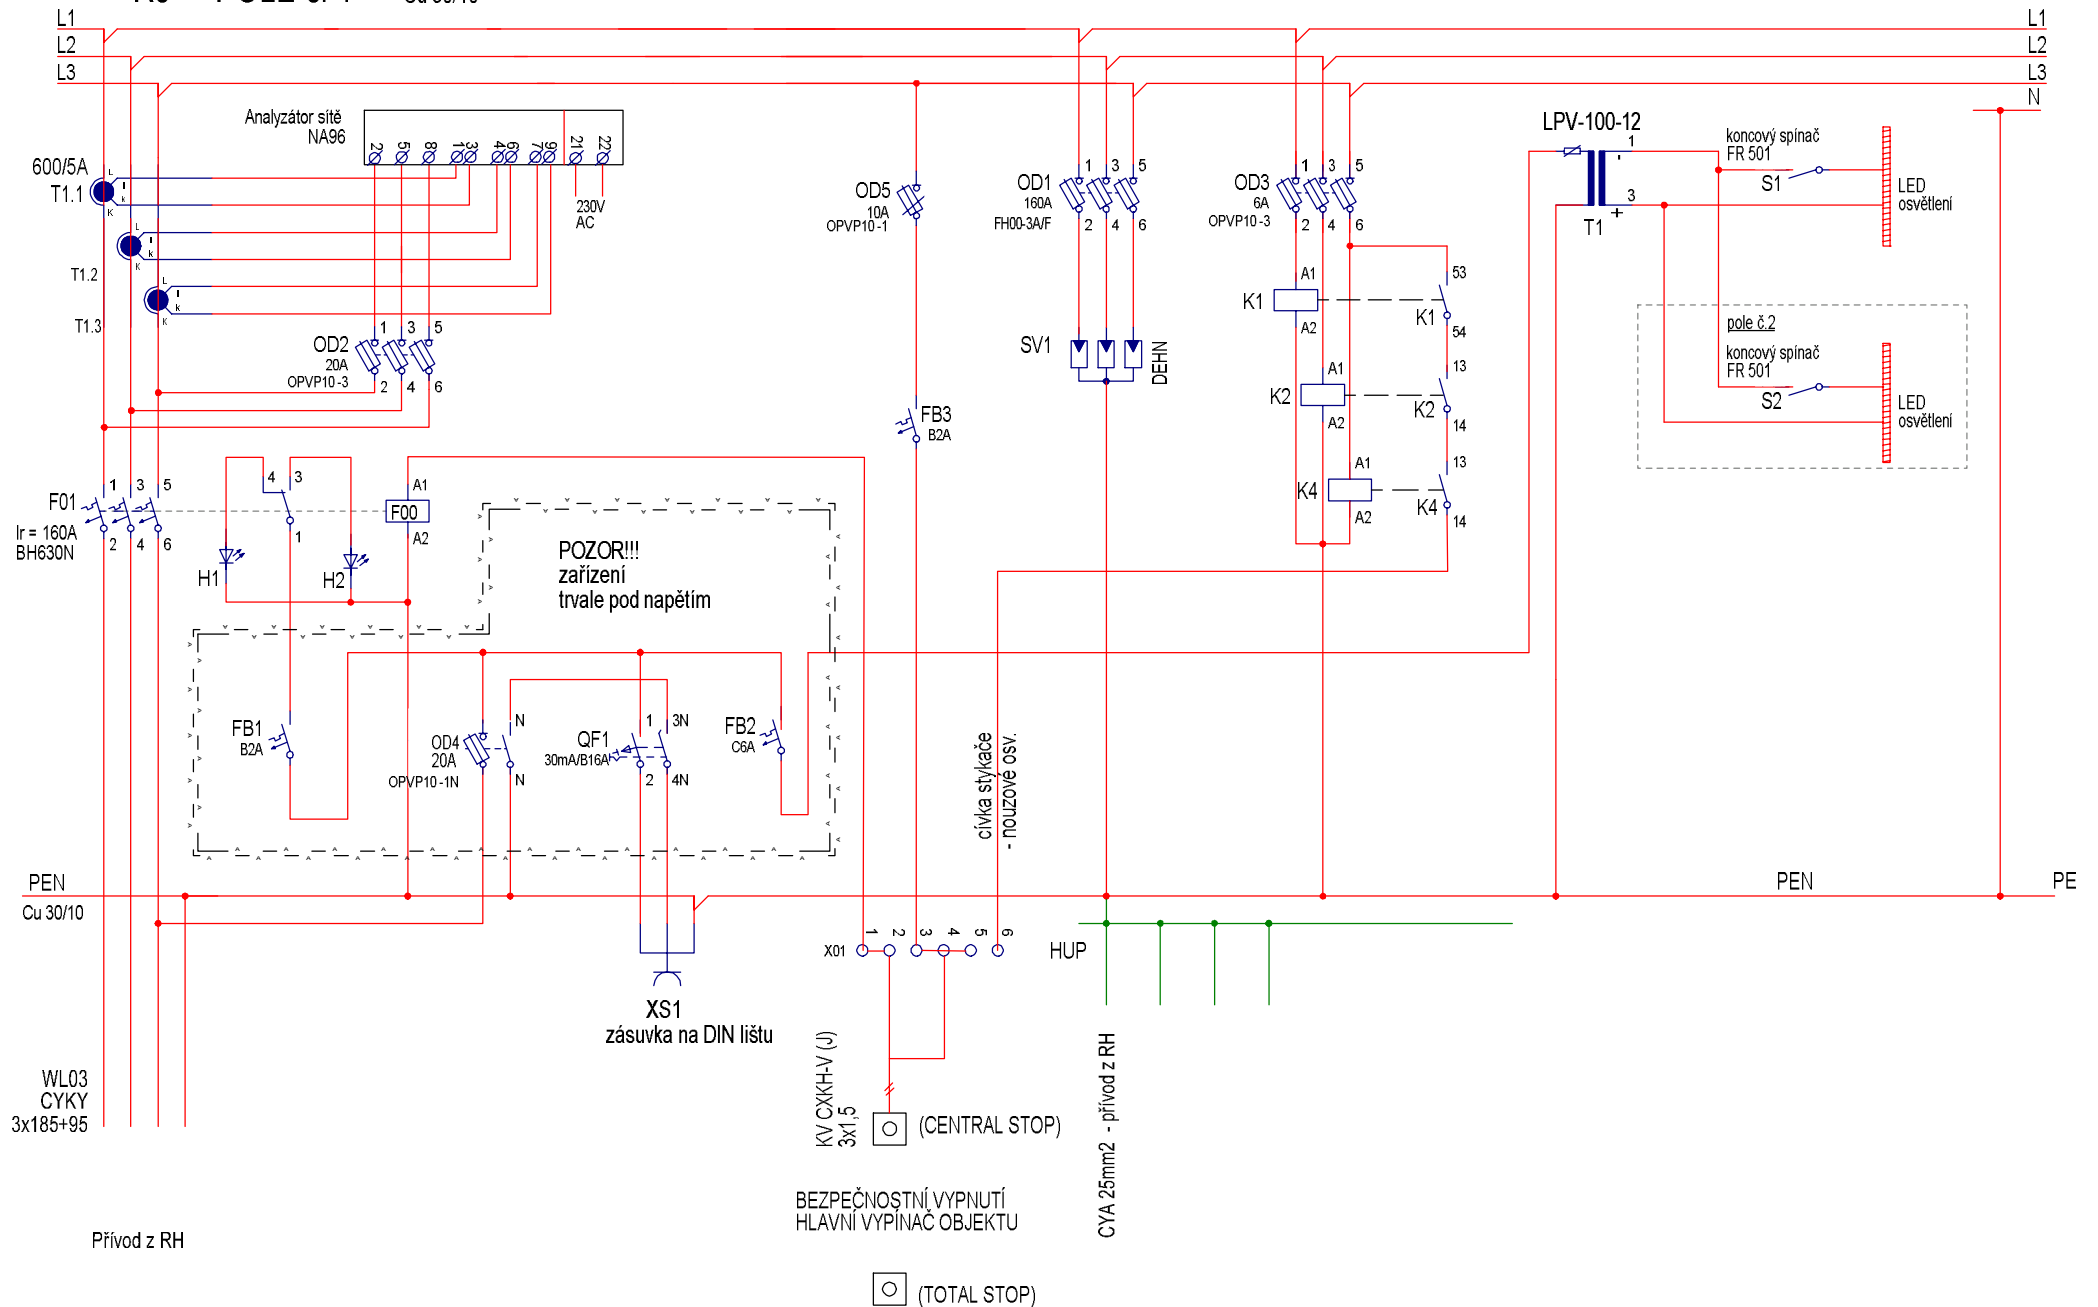 L1
L1
L2
L2
L3
L3
N
Analyzátor sítě
NA96
2
5
8
1
3
4
6
7
9
21
22
230V
AC
600/5A
T1.1
L
l
k
K
T1.2
l
k
K
T1.3
L
l
k
K
OD2
20A
OPVP10-3
1
3
5
2
4
6
OD5
10A
OPVP10-1
OD1
160A
FH00-3A/F
1
3
5
2
4
6
OD3
6A
OPVP10-3
1
3
5
2
4
6
LPV-100-12
1
-
3
+
T1
koncový spínač
FR 501
S1
LED
osvětlení
pole č.2
koncový spínač
FR 501
S2
LED
osvětlení
K1
A1
A2
53
K1
54
K2
A1
A2
13
K2
14
K4
A1
A2
13
K4
14
SV1
DEHN
FB3
B2A
F01
Ir = 160A
BH630N
1
3
5
2
4
6
4
3
1
H1
H2
A1
F00
A2
POZOR!!!
zařízení
trvale pod napětím
FB1
B2A
OD4
20A
OPVP10-1N
N
N
QF1
30mA/B16A
1
3N
2
4N
FB2
C6A
cívka stykače
- nouzové osv.
PEN
Cu 30/10
PEN
PE
X01
1
2
3
4
5
6
HUP
XS1
zásuvka na DIN lištu
WL03
CYKY
3x185+95
KV CXKH-V (J)
3x1,5
(CENTRAL STOP)
CYA 25mm2 - přívod z RH
BEZPEČNOSTNÍ VYPNUTÍ
HLAVNÍ VYPÍNAČ OBJEKTU
Přívod z RH
(TOTAL STOP)